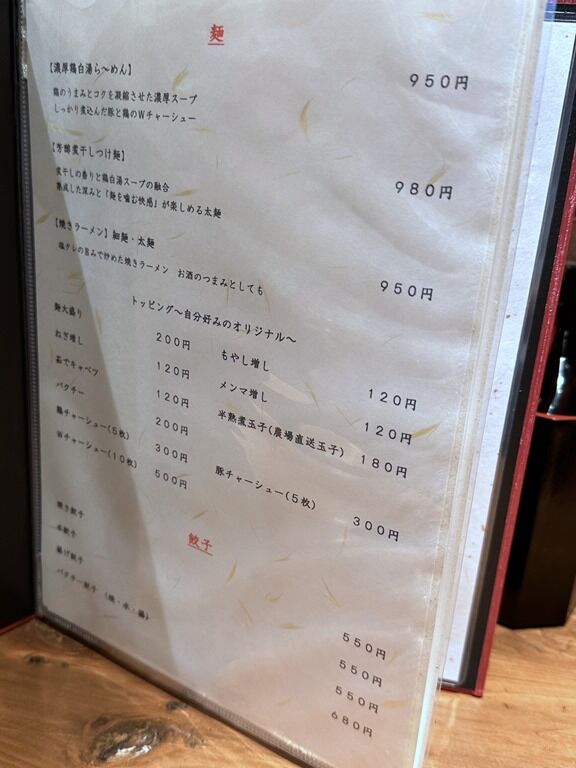 麺
【濃厚鶏白湯ら〜めん】 950円
鶏のうまみとコクを凝縮させた濃厚スープ
しっかり煮込んだ豚と鶏のWチャーシュー
【芳醇煮干しつけ麺】 980円
煮干しの香りと鶏白湯スープの融合
熟成した深みと「麺を噛む快感」が楽しめる太麺
【焼きラーメン】細麺・太麺 950円
塩ダレの旨みで炒めた焼きラーメン お酒のつまみとしても
トッピング〜自分好みのオリジナル〜
麺大盛り 200円 もやし増し 120円
ねぎ増し 120円 メンマ増し 120円
茹でキャベツ 120円 半熟煮玉子(農場直送玉子) 180円
パクチー 200円
鶏チャーシュー(5枚) 300円 豚チャーシュー(5枚) 300円
Wチャーシュー(10枚) 500円
餃子
焼き餃子 550円
水餃子 550円
揚げ餃子 550円
パクチー餃子 (焼・水・揚) 680円